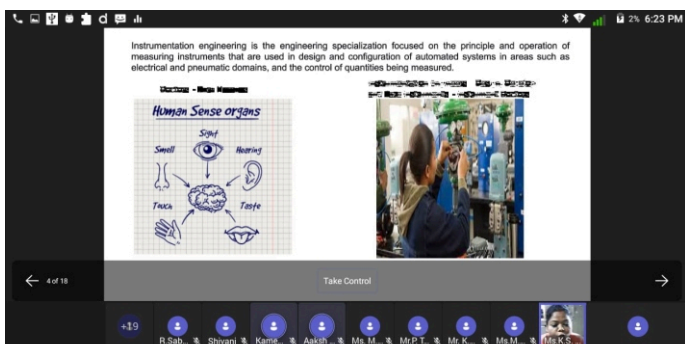 2% 6:23 PM
Instrumentation engineering is the engineering specialization focused on the principle and operation of
measuring instruments that are used in design and configuration of automated systems in areas such as
electrical and pneumatic domains, and the control of quantities being measured.
Human Sense organs
Sight
Smell
Hearing
Touch
Taste
4 of 18
Take Control
+19
R.Sab... Shivani Kame... Aaksh... Ms. M... Mr.P. T... Mr. K... Ms.M... Ms K.S...